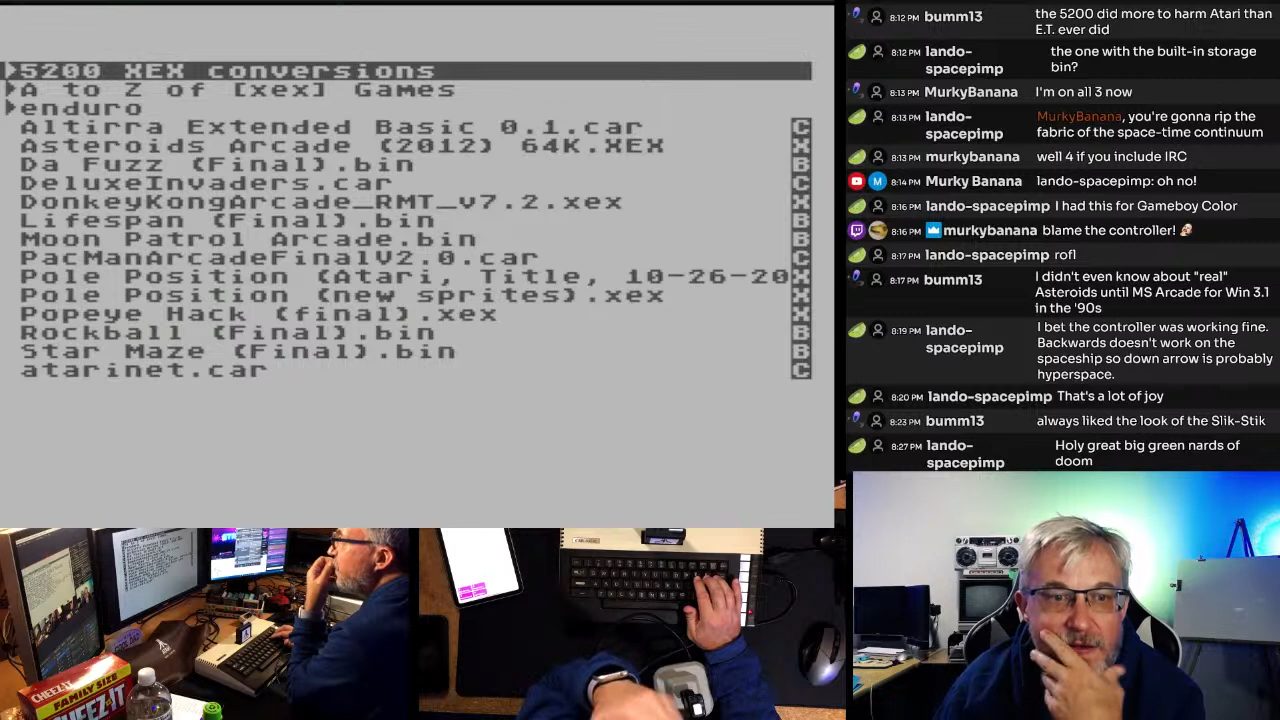 5200 XEX conversions
A to Z of [xex] Games
enduro
Altirra Extended Basic 0.1.car C
Asteroids Arcade (2012) 64K.XEX X
Da Fuzz (Final).bin B
DeluxeInvaders.car C
DonkeyKongArcade_RMT_v7.2.xex X
Lifespan (Final).bin B
Moon Patrol Arcade.bin B
PacManArcadeFinalV2.0.car C
Pole Position (Atari, Title, 10-26-20 X
Pole Position (new sprites).xex X
Popeye Hack (final).xex X
Rockball (Final).bin B
Star Maze (Final).bin B
atarinet.car C
8:12 PM bumm13 the 5200 did more to harm Atari than
E.T. ever did
8:12 PM lando-spacepimp the one with the built-in storage
bin?
8:13 PM MurkyBanana I'm on all 3 now
8:13 PM lando-spacepimp MurkyBanana, you're gonna rip the
fabric of the space-time continuum
8:13 PM murkybanana well 4 if you include IRC
M 8:14 PM Murky Banana lando-spacepimp: oh no!
8:16 PM lando-spacepimp I had this for Gameboy Color
8:16 PM murkybanana blame the controller!
8:17 PM lando-spacepimp rofl
8:17 PM bumm13 I didn't even know about "real"
Asteroids until MS Arcade for Win 3.1
in the '90s
8:19 PM lando-spacepimp I bet the controller was working fine.
Backwards doesn't work on the
spaceship so down arrow is probably
hyperspace.
8:20 PM lando-spacepimp That's a lot of joy
8:23 PM bumm13 always liked the look of the Slik-Stik
8:27 PM lando-spacepimp Holy great big green nards of
doom
CHEEZ-IT
FAMILY SIZE
CHEEZ-IT